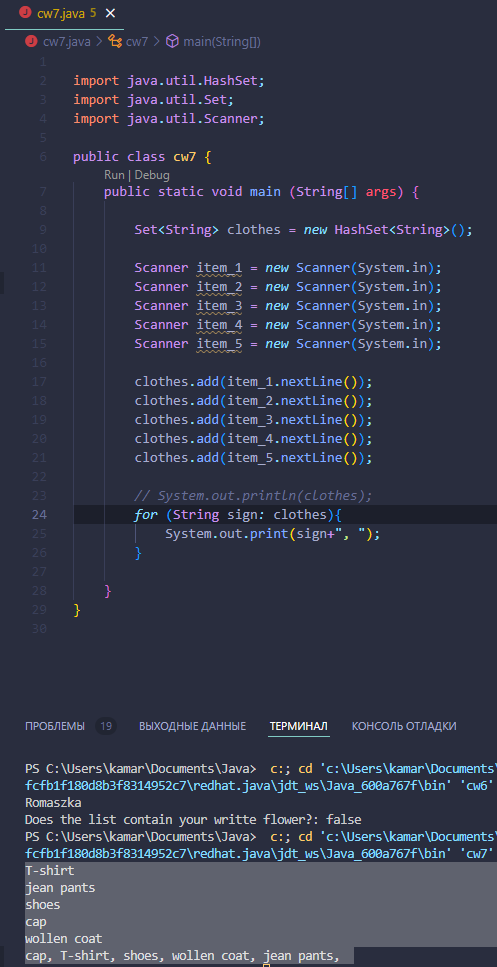 cw7.java 5 ×
cw7.java > cw7 > main(String[])
1
2 import java.util.HashSet;
3 import java.util.Set;
4 import java.util.Scanner;
5
6 public class cw7 {
Run | Debug
7 public static void main (String[] args) {
8
9 Set<String> clothes = new HashSet<String>();
10
11 Scanner item_1 = new Scanner(System.in);
12 Scanner item_2 = new Scanner(System.in);
13 Scanner item_3 = new Scanner(System.in);
14 Scanner item_4 = new Scanner(System.in);
15 Scanner item_5 = new Scanner(System.in);
16
17 clothes.add(item_1.nextLine());
18 clothes.add(item_2.nextLine());
19 clothes.add(item_3.nextLine());
20 clothes.add(item_4.nextLine());
21 clothes.add(item_5.nextLine());
22
23 // System.out.println(clothes);
24 for (String sign: clothes){
25 System.out.print(sign+", ");
26 }
27
28 }
29 }
30
ПРОБЛЕМЫ 19 ВЫХОДНЫЕ ДАННЫЕ ТЕРМИНАЛ КОНСОЛЬ ОТЛАДКИ
PS C:\Users\kamar\Documents\Java> c:; cd 'c:\Users\kamar\Documents\
fcfb1f180d8b3f8314952c7\redhat.java\jdt_ws\Java_600a767f\bin' 'cw6'
Romaszka
Does the list contain your writte flower?: false
PS C:\Users\kamar\Documents\Java> c:; cd 'c:\Users\kamar\Documents\
fcfb1f180d8b3f8314952c7\redhat.java\jdt_ws\Java_600a767f\bin' 'cw7'
T-shirt
jean pants
shoes
cap
wollen coat
cap, T-shirt, shoes, wollen coat, jean pants,